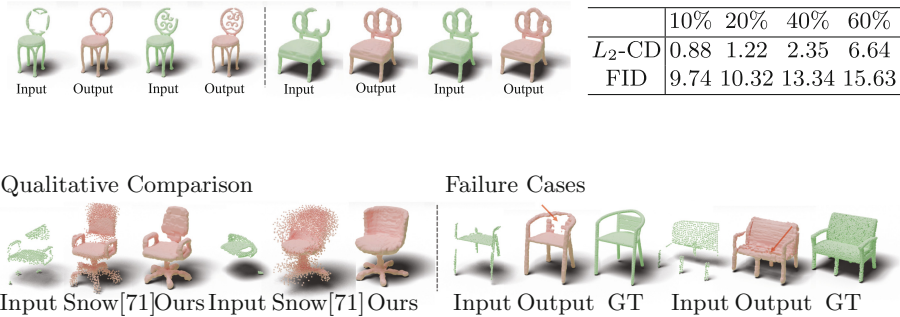 Input Output Input Output Input Output Input Output
10% 20% 40% 60%
L2-CD 0.88 1.22 2.35 6.64
FID 9.74 10.32 13.34 15.63
Qualitative Comparison
Failure Cases
Input Snow[71] Ours Input Snow[71] Ours
Input Output GT Input Output GT